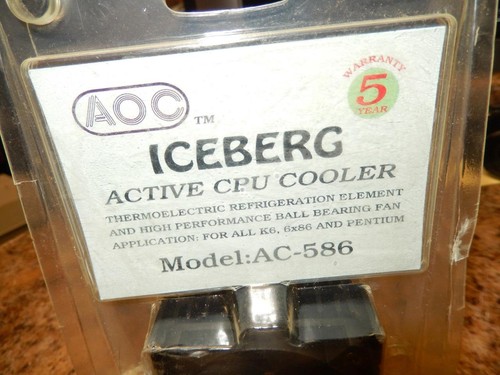 AOC TM
WARRANTY
5
YEAR
ICEBERG
ACTIVE CPU COOLER
THERMOELECTRIC REFRIGERATION ELEMENT
AND HIGH PERFORMANCE BALL BEARING FAN
APPLICATION: FOR ALL K6, 6x86 AND PENTIUM
Model:AC-586